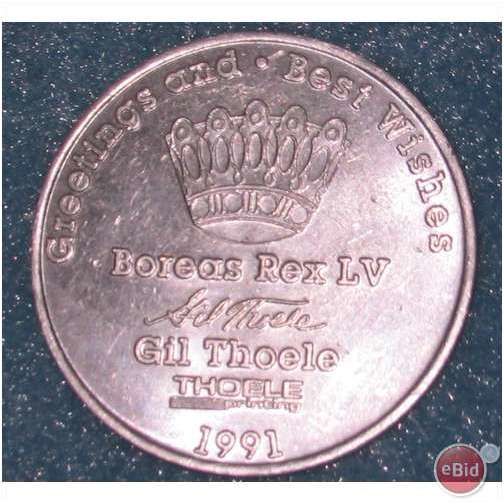 Greetings and • Best Wishes
Boreas Rex LV
Gil Thoele
Gil Thoele
THOELE
printing
1991
eBid